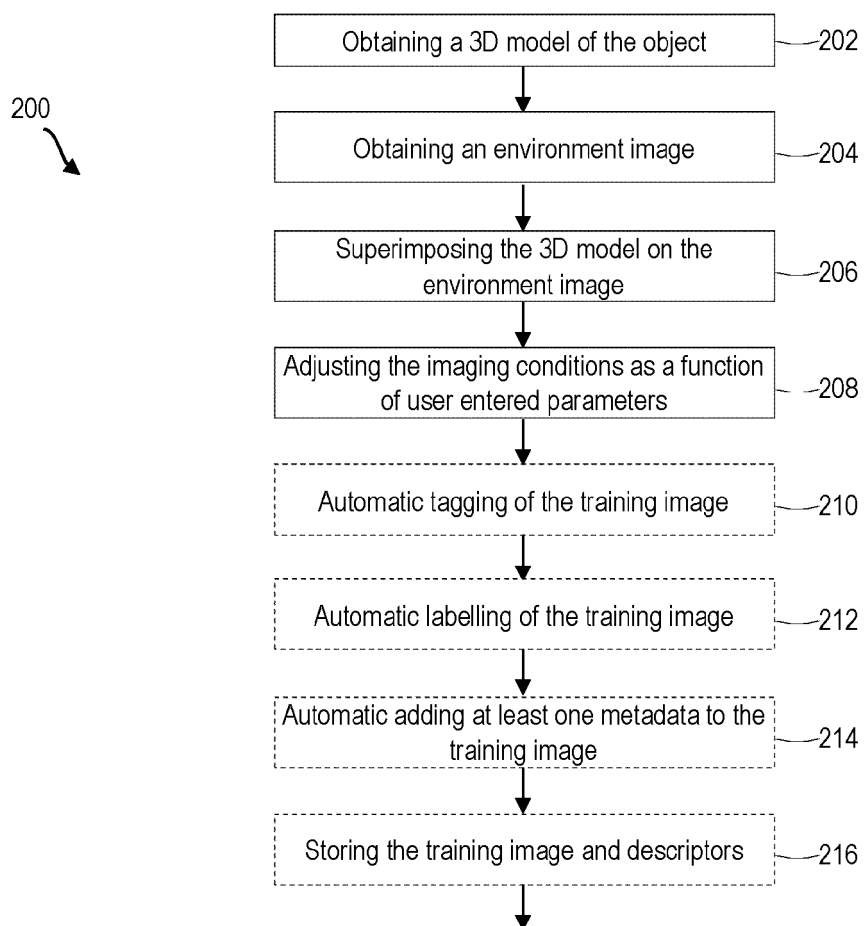 Obtaining a 3D model of the object
202
200
Obtaining an environment image
204
Superimposing the 3D model on the
environment image
206
Adjusting the imaging conditions as a function
of user entered parameters
208
Automatic tagging of the training image
210
Automatic labelling of the training image
212
Automatic adding at least one metadata to the
training image
214
Storing the training image and descriptors
216